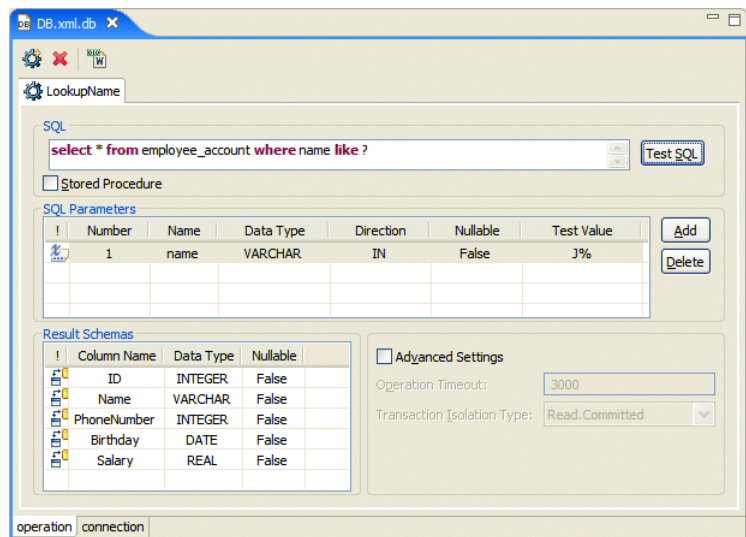 DB.xml.db
LookupName
SQL
select * from employee_account where name like ?
Test SQL
Stored Procedure
SQL Parameters
! Number Name Data Type Direction Nullable Test Value
1 name VARCHAR IN False J%
Add
Delete
Result Schemas
! Column Name Data Type Nullable
ID INTEGER False
Name VARCHAR False
PhoneNumber INTEGER False
Birthday DATE False
Salary REAL False
Advanced Settings
Operation Timeout: 3000
Transaction Isolation Type: Read.Committed
operation connection